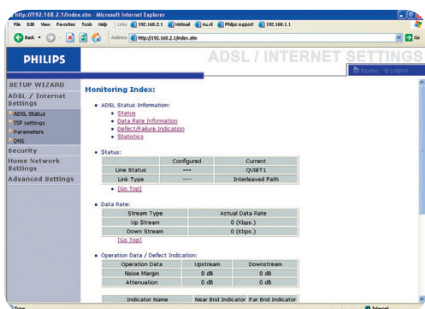 http://192.168.2.1/index.stm - Microsoft Internet Explorer
File Edit View Favorites Tools Help Links 192.168.2.1 Hotmail nu.nl Philips support 192.168.1.1
Back Address http://192.168.2.1/index.stm Go
PHILIPS
ADSL / INTERNET SETTINGS
Home Logout
SETUP WIZARD
ADSL / Internet Settings
ADSL Status
ISP settings
Parameters
DNS
Security
Home Network Settings
Advanced Settings
Monitoring Index:
ADSL Status Information:
Status
Data Rate Information
Defect/Failure Indication
Statistics
Status:
Configured Current
Line Status --- QUIET1
Link Type --- Interleaved Path
[Go Top]
Data Rate:
Stream Type Actual Data Rate
Up Stream 0 (Kbps.)
Down Stream 0 (Kbps.)
[Go Top]
Operation Data / Defect Indication:
Operation Data Upstream Downstream
Noise Margin 0 dB 0 dB
Attenuation 0 dB 0 dB
Indicator Name Near End Indicator Far End Indicator
Done Internet